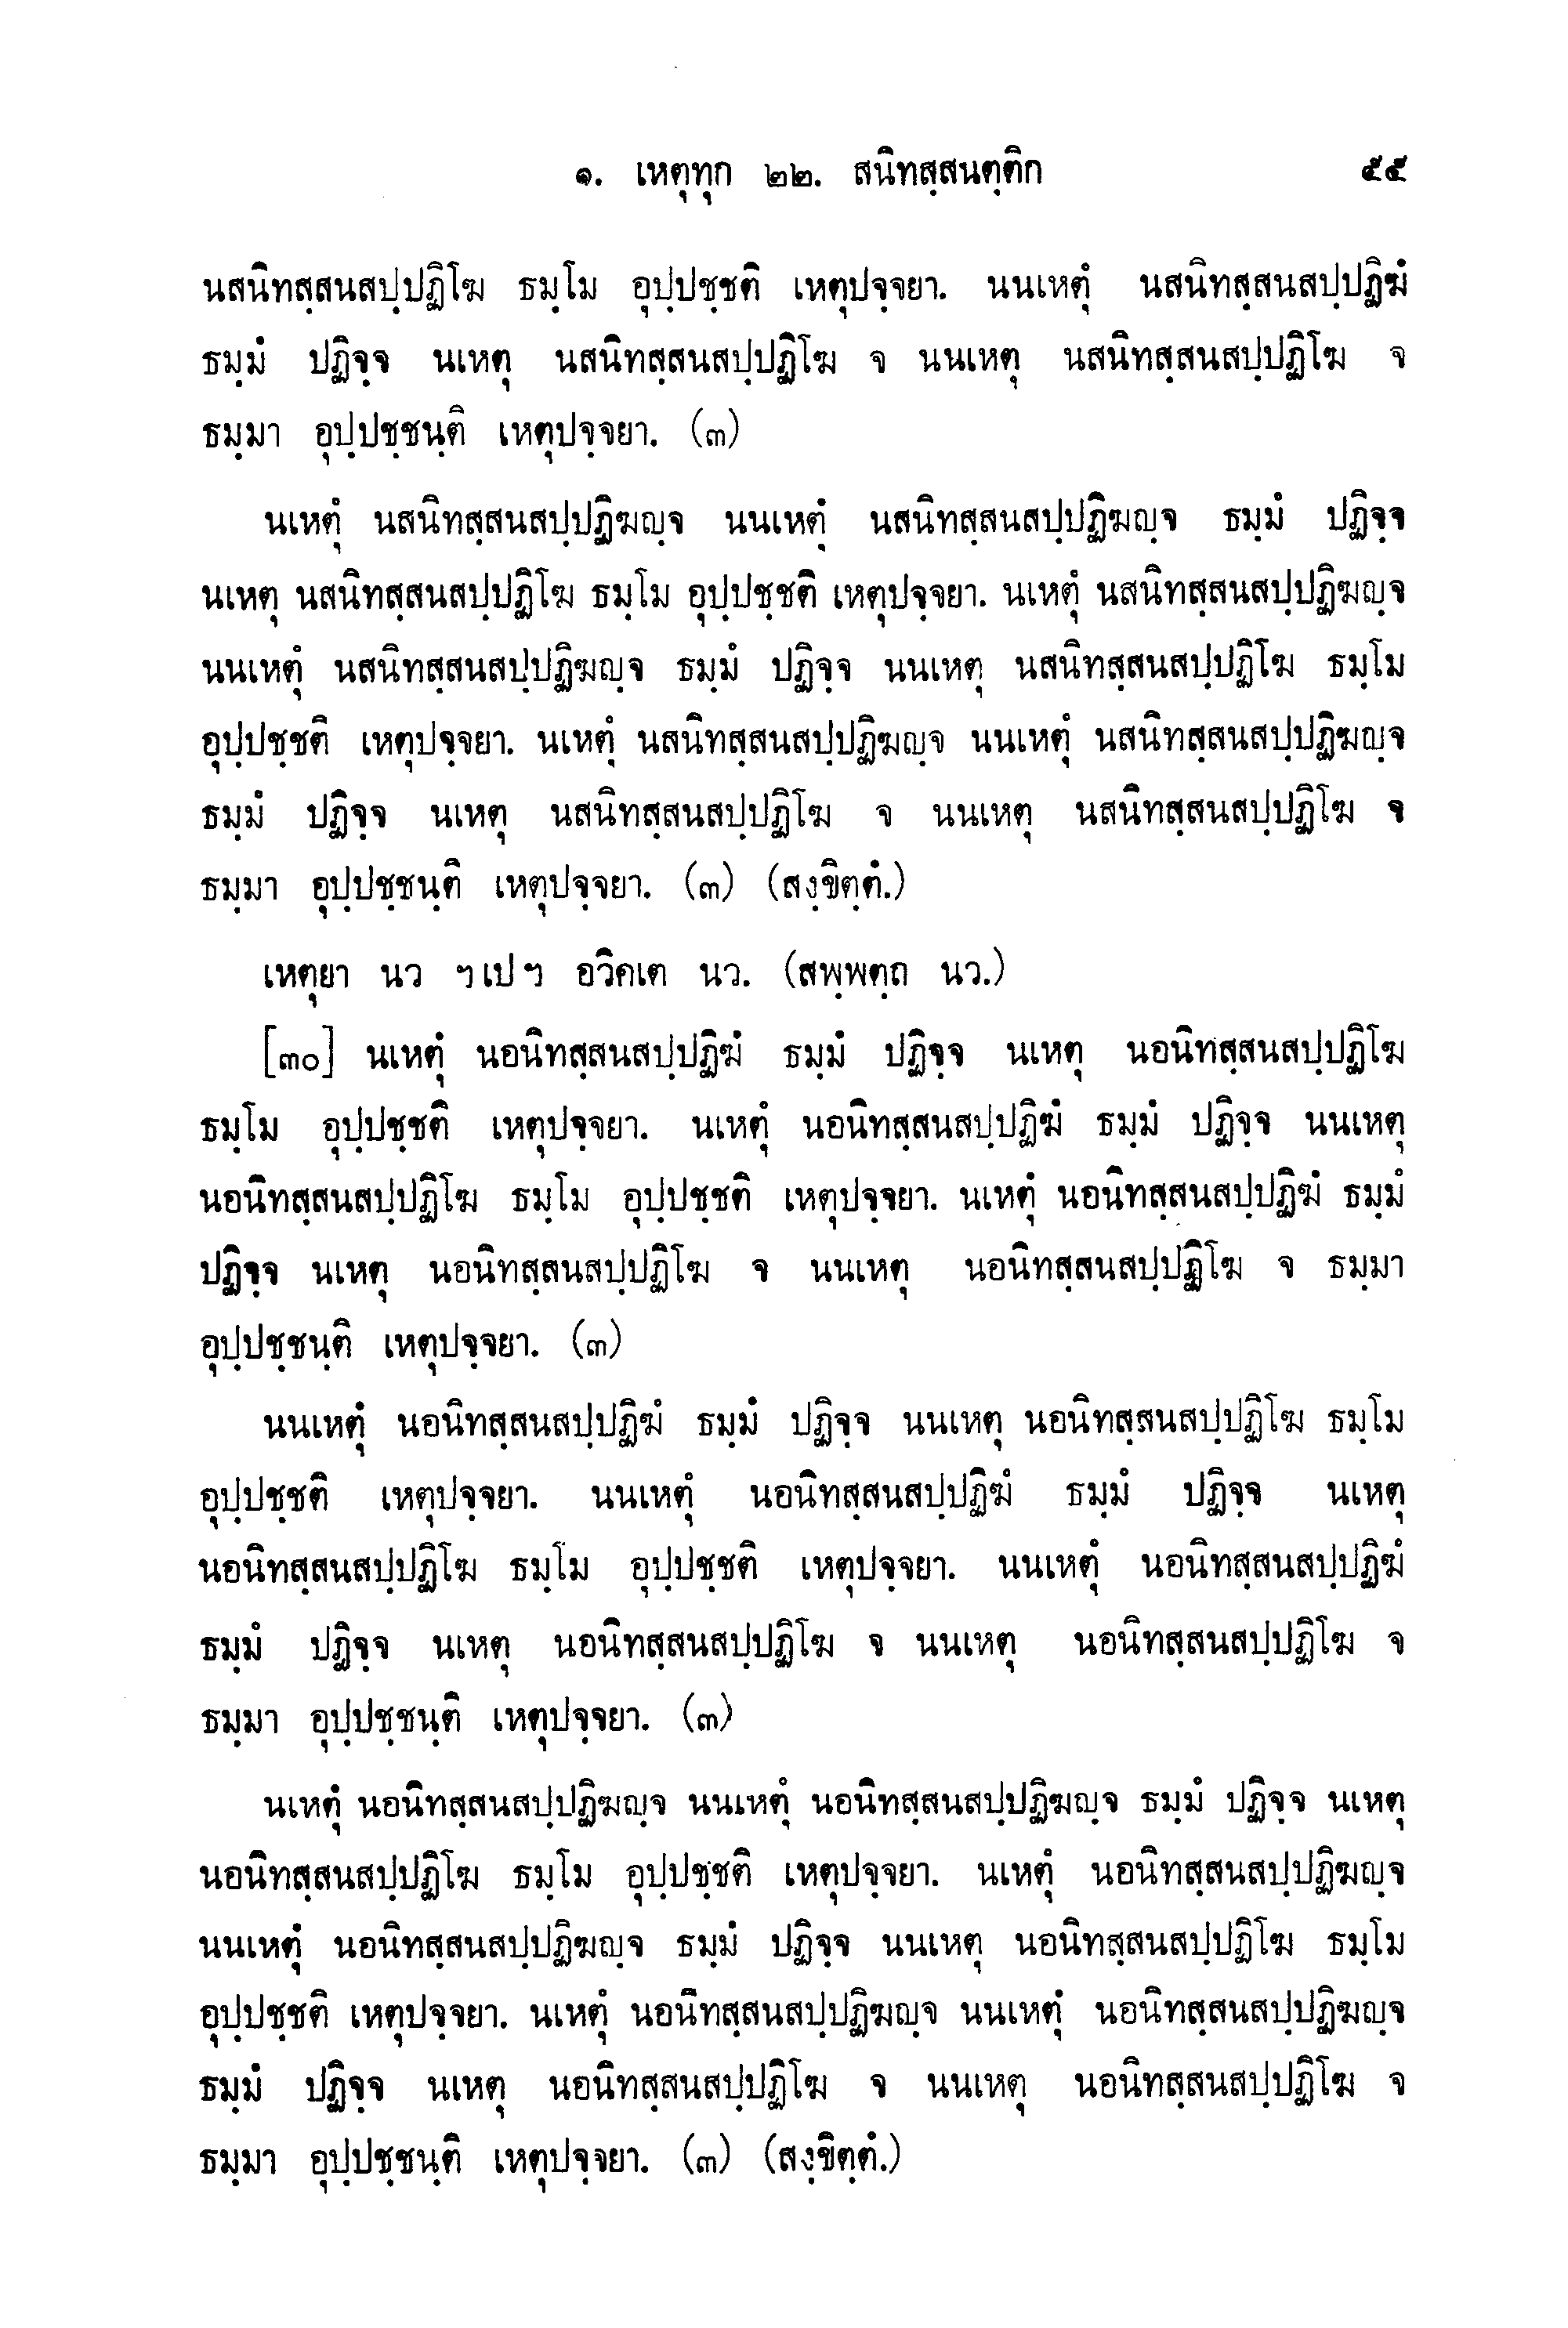 ๑. เหตุทุก ๒๒. สนิทสฺสนตฺติก ๕๕
นสนิทสฺสนสปฺปฏิโฆ ธมฺโม อุปฺปชฺชติ เหตุปจฺจยา. นนเหตุํ นสนิทสฺสนสปฺปฏิฆํ
ธมฺมํ ปฏิจฺจ นเหตุ นสนิทสฺสนสปฺปฏิโฆ จ นนเหตุ นสนิทสฺสนสปฺปฏิโฆ จ
ธมฺมา อุปฺปชฺชนฺติ เหตุปจฺจยา. (๓)
นเหตุํ นสนิทสฺสนสปฺปฏิฆญฺจ นนเหตุํ นสนิทสฺสนสปฺปฏิฆญฺจ ธมฺมํ ปฏิจฺจ
นเหตุ นสนิทสฺสนสปฺปฏิโฆ ธมฺโม อุปฺปชฺชติ เหตุปจฺจยา. นเหตุํ นสนิทสฺสนสปฺปฏิฆญฺจ
นนเหตุํ นสนิทสฺสนสปฺปฏิฆญฺจ ธมฺมํ ปฏิจฺจ นนเหตุ นสนิทสฺสนสปฺปฏิโฆ ธมฺโม
อุปฺปชฺชติ เหตุปจฺจยา. นเหตุํ นสนิทสฺสนสปฺปฏิฆญฺจ นนเหตุํ นสนิทสฺสนสปฺปฏิฆญฺจ
ธมฺมํ ปฏิจฺจ นเหตุ นสนิทสฺสนสปฺปฏิโฆ จ นนเหตุ นสนิทสฺสนสปฺปฏิโฆ จ
ธมฺมา อุปฺปชฺชนฺติ เหตุปจฺจยา. (๓) (สงฺขิตฺตํ.)
เหตุยา นว ฯเปฯ อวิคเต นว. (สพฺพตฺถ นว.)
[๓๐] นเหตุํ นอนิทสฺสนสปฺปฏิฆํ ธมฺมํ ปฏิจฺจ นเหตุ นอนิทสฺสนสปฺปฏิโฆ
ธมฺโม อุปฺปชฺชติ เหตุปจฺจยา. นเหตุํ นอนิทสฺสนสปฺปฏิฆํ ธมฺมํ ปฏิจฺจ นนเหตุ
นอนิทสฺสนสปฺปฏิโฆ ธมฺโม อุปฺปชฺชติ เหตุปจฺจยา. นเหตุํ นอนิทสฺสนสปฺปฏิฆํ ธมฺมํ
ปฏิจฺจ นเหตุ นอนิทสฺสนสปฺปฏิโฆ จ นนเหตุ นอนิทสฺสนสปฺปฏิโฆ จ ธมฺมา
อุปฺปชฺชนฺติ เหตุปจฺจยา. (๓)
นนเหตุํ นอนิทสฺสนสปฺปฏิฆํ ธมฺมํ ปฏิจฺจ นนเหตุ นอนิทสฺสนสปฺปฏิโฆ ธมฺโม
อุปฺปชฺชติ เหตุปจฺจยา. นนเหตุํ นอนิทสฺสนสปฺปฏิฆํ ธมฺมํ ปฏิจฺจ นเหตุ
นอนิทสฺสนสปฺปฏิโฆ ธมฺโม อุปฺปชฺชติ เหตุปจฺจยา. นนเหตุํ นอนิทสฺสนสปฺปฏิฆํ
ธมฺมํ ปฏิจฺจ นเหตุ นอนิทสฺสนสปฺปฏิโฆ จ นนเหตุ นอนิทสฺสนสปฺปฏิโฆ จ
ธมฺมา อุปฺปชฺชนฺติ เหตุปจฺจยา. (๓)
นเหตุํ นอนิทสฺสนสปฺปฏิฆญฺจ นนเหตุํ นอนิทสฺสนสปฺปฏิฆญฺจ ธมฺมํ ปฏิจฺจ นเหตุ
นอนิทสฺสนสปฺปฏิโฆ ธมฺโม อุปฺปชฺชติ เหตุปจฺจยา. นเหตุํ นอนิทสฺสนสปฺปฏิฆญฺจ
นนเหตุํ นอนิทสฺสนสปฺปฏิฆญฺจ ธมฺมํ ปฏิจฺจ นนเหตุ นอนิทสฺสนสปฺปฏิโฆ ธมฺโม
อุปฺปชฺชติ เหตุปจฺจยา. นเหตุํ นอนิทสฺสนสปฺปฏิฆญฺจ นนเหตุํ นอนิทสฺสนสปฺปฏิฆญฺจ
ธมฺมํ ปฏิจฺจ นเหตุ นอนิทสฺสนสปฺปฏิโฆ จ นนเหตุ นอนิทสฺสนสปฺปฏิโฆ จ
ธมฺมา อุปฺปชฺชนฺติ เหตุปจฺจยา. (๓) (สงฺขิตฺตํ.)